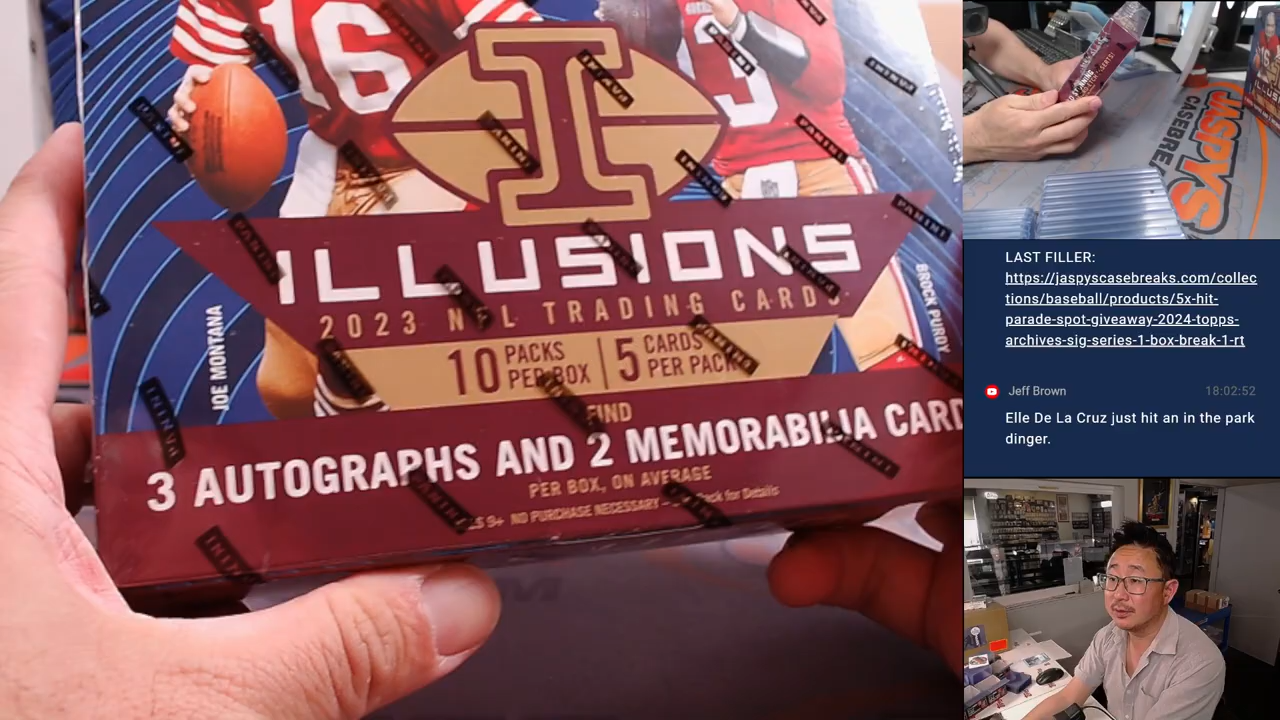 16
3
PANINI
I
ILLUSIONS
2023 NFL TRADING CARDS
10 PACKS PER BOX | 5 CARDS PER PACK
FIND
3 AUTOGRAPHS AND 2 MEMORABILIA CARD
PER BOX, ON AVERAGE
NO PURCHASE NECESSARY
JOE MONTANA
BROCK PURDY
JASPYS
CASEBREA
LAST FILLER:
https://jaspyscasebreaks.com/collec
tions/baseball/products/5x-hit-
parade-spot-giveaway-2024-topps-
archives-sig-series-1-box-break-1-rt
Jeff Brown 18:02:52
Elle De La Cruz just hit an in the park
dinger.